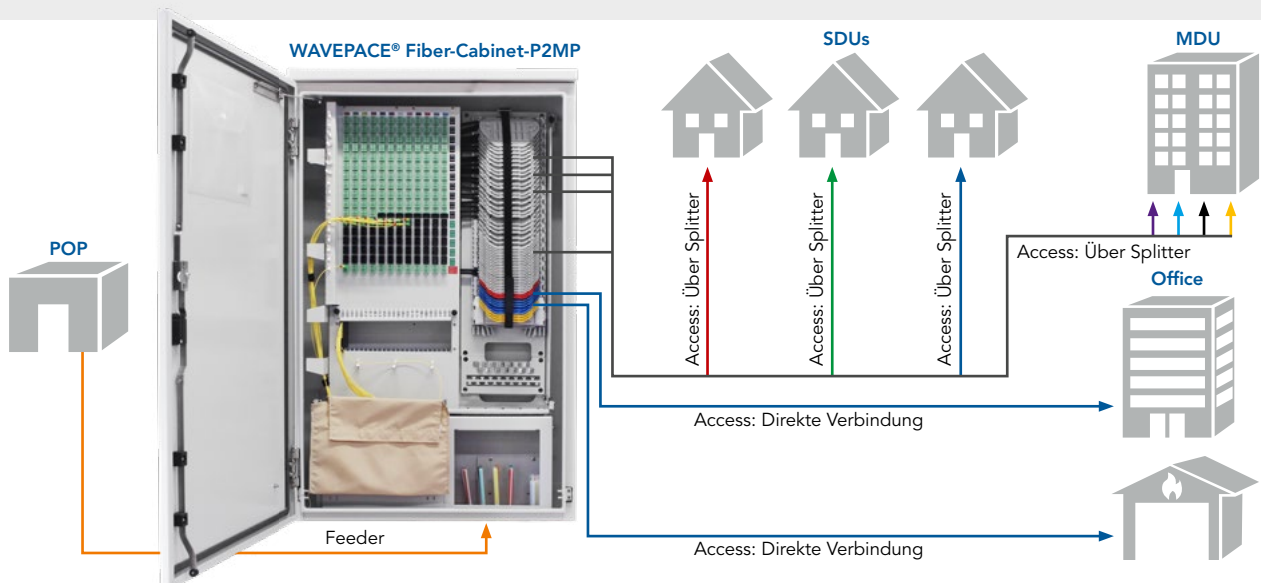 WAVEPACE® Fiber-Cabinet-P2MP
SDUs
MDU
POP
Access: Über Splitter
Access: Über Splitter
Access: Über Splitter
Access: Über Splitter
Office
Access: Direkte Verbindung
Feeder
Access: Direkte Verbindung